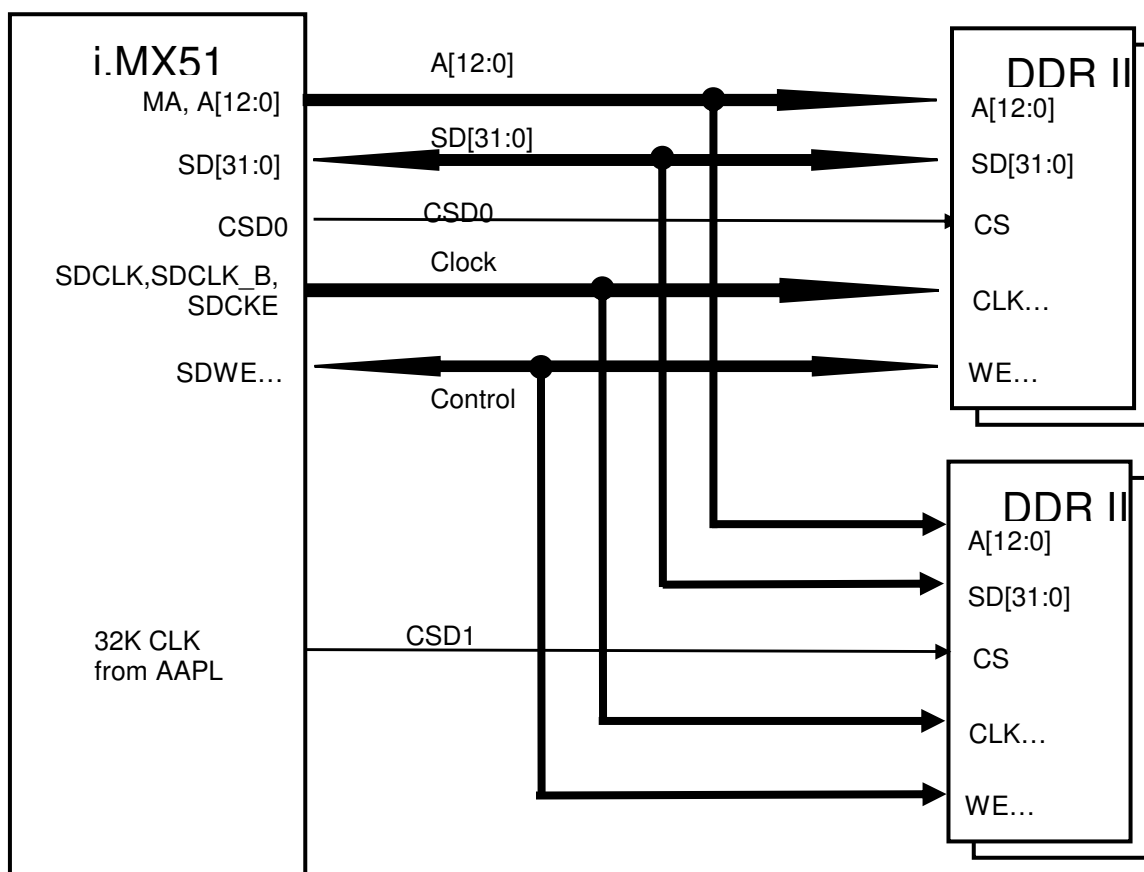 i.MX51
MA, A[12:0]
SD[31:0]
CSD0
SDCLK,SDCLK_B,
SDCKE
SDWE…
32K CLK
from AAPL
A[12:0]
SD[31:0]
CSD0
Clock
Control
CSD1
DDR II
A[12:0]
SD[31:0]
CS
CLK…
WE…
DDR II
A[12:0]
SD[31:0]
CS
CLK…
WE…